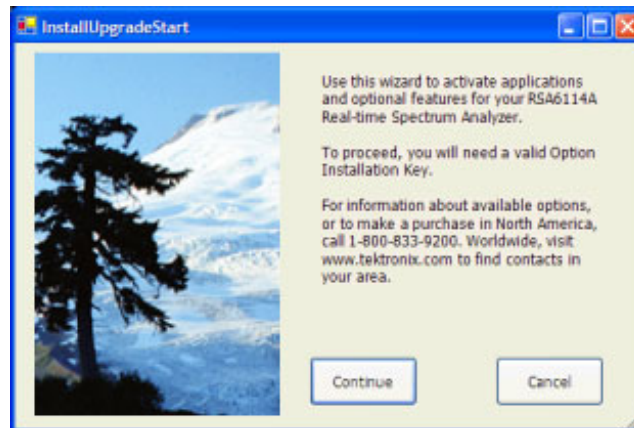 InstallUpgradeStart
Use this wizard to activate applications
and optional features for your RSA6114A
Real-time Spectrum Analyzer.
To proceed, you will need a valid Option
Installation Key.
For information about available options,
or to make a purchase in North America,
call 1-800-833-9200. Worldwide, visit
www.tektronix.com to find contacts in
your area.
Continue
Cancel